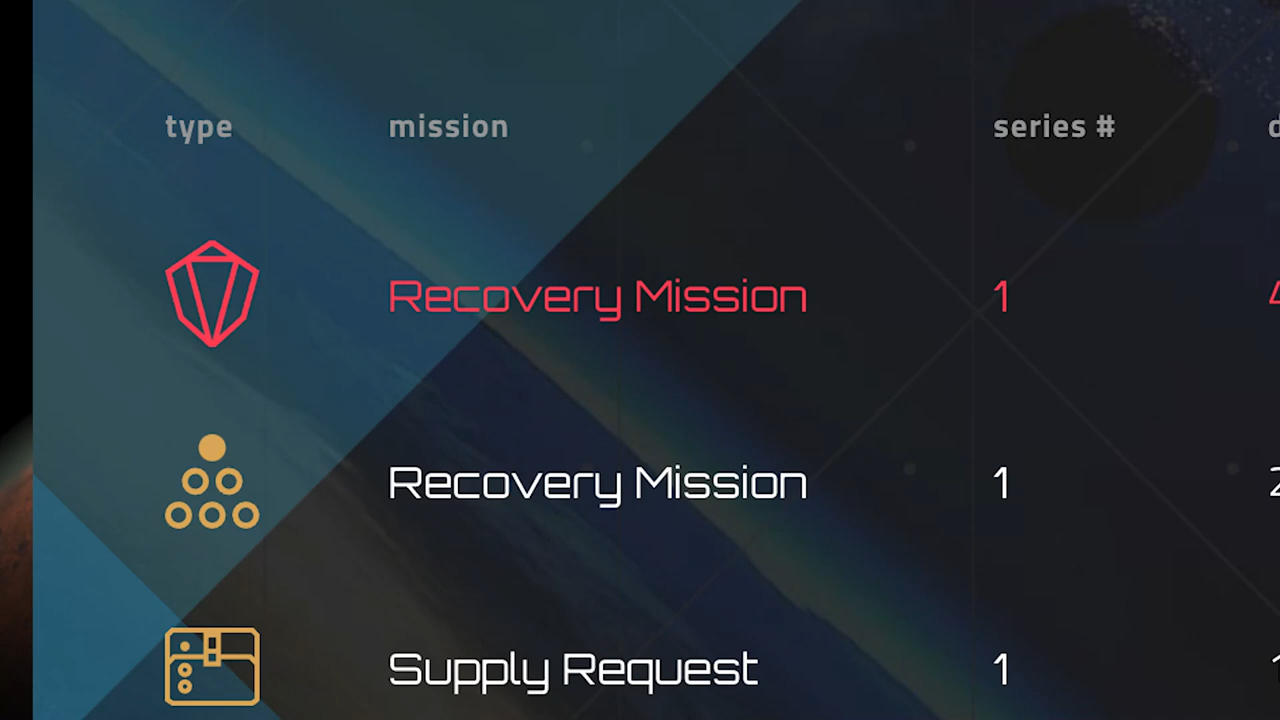 type mission series #
Recovery Mission 1
Recovery Mission 1
Supply Request 1